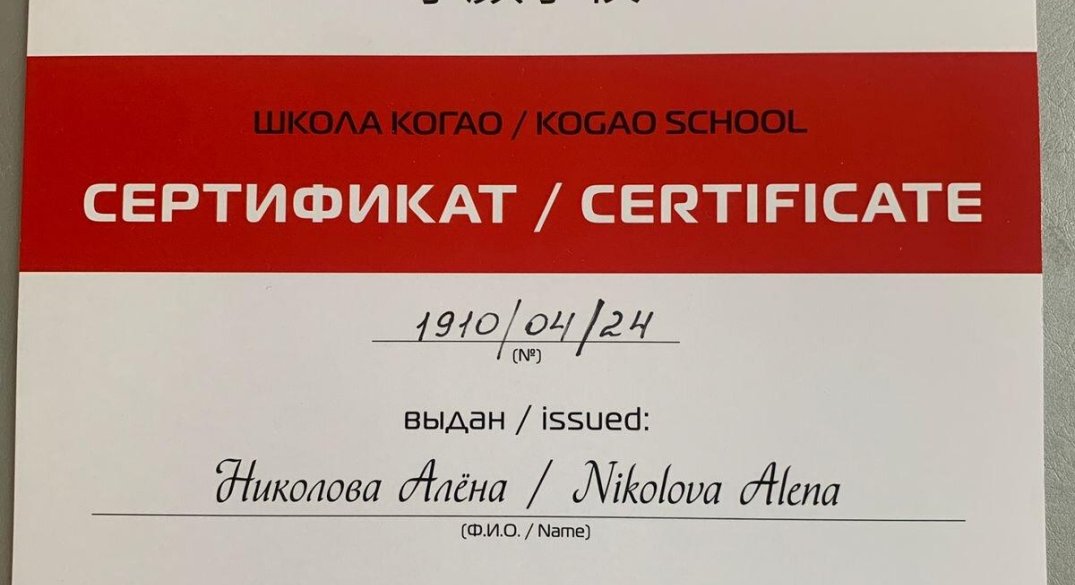 ШКОЛА КОГАО / KOGAO SCHOOL
СЕРТИФИКАТ / CERTIFICATE
1910/04/24
(№)
выдан / issued:
Николова Алёна / Nikolova Alena
(Ф.И.О. / Name)